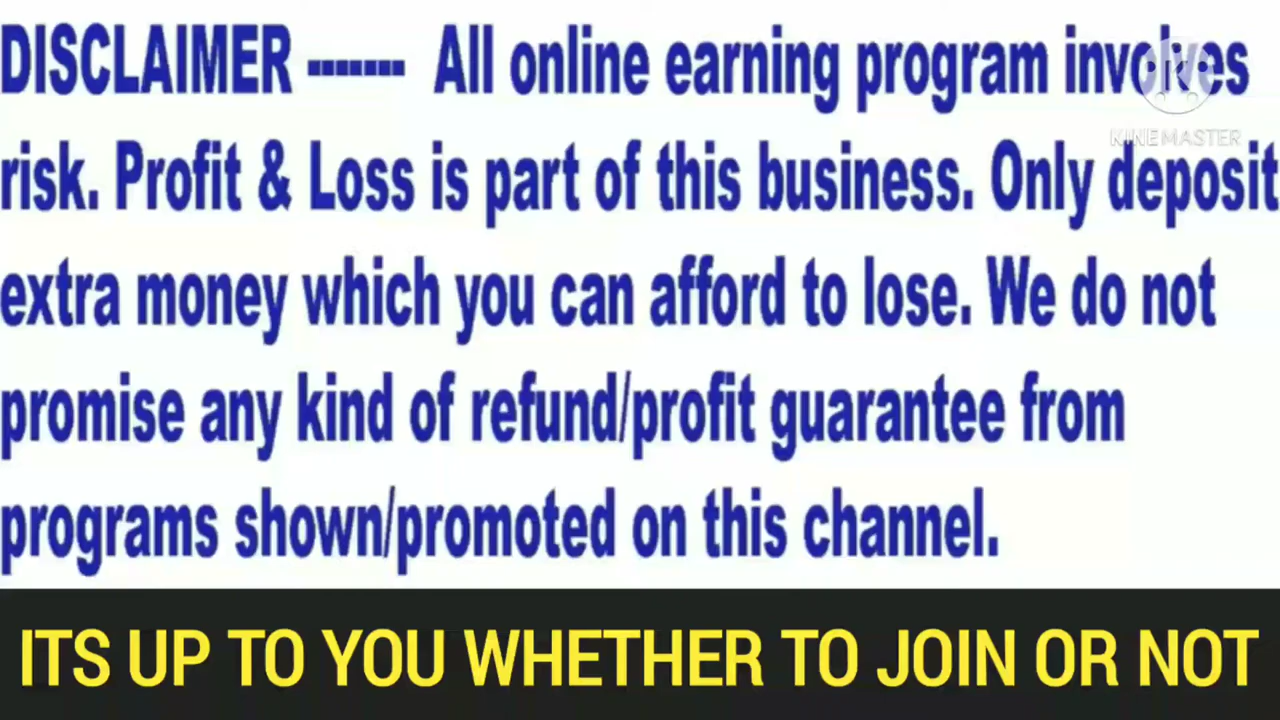 DISCLAIMER ------- All online earning program involves
risk. Profit & Loss is part of this business. Only deposit
extra money which you can afford to lose. We do not
promise any kind of refund/profit guarantee from
programs shown/promoted on this channel.
ITS UP TO YOU WHETHER TO JOIN OR NOT
K
KINEMASTER